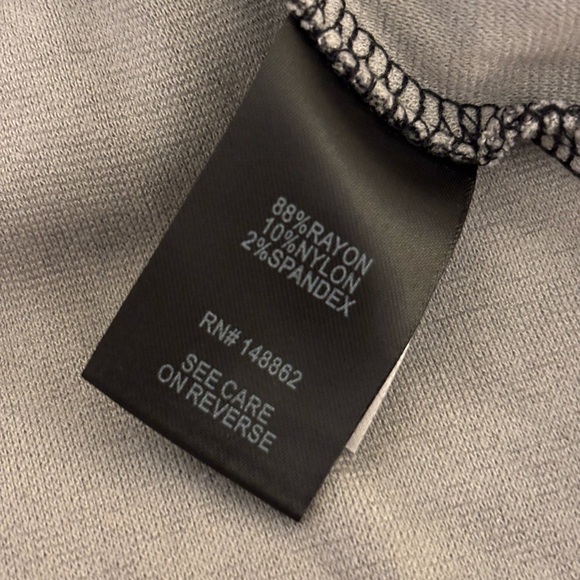 88%RAYON
10%NYLON
2%SPANDEX
RN# 148862
SEE CARE
ON REVERSE